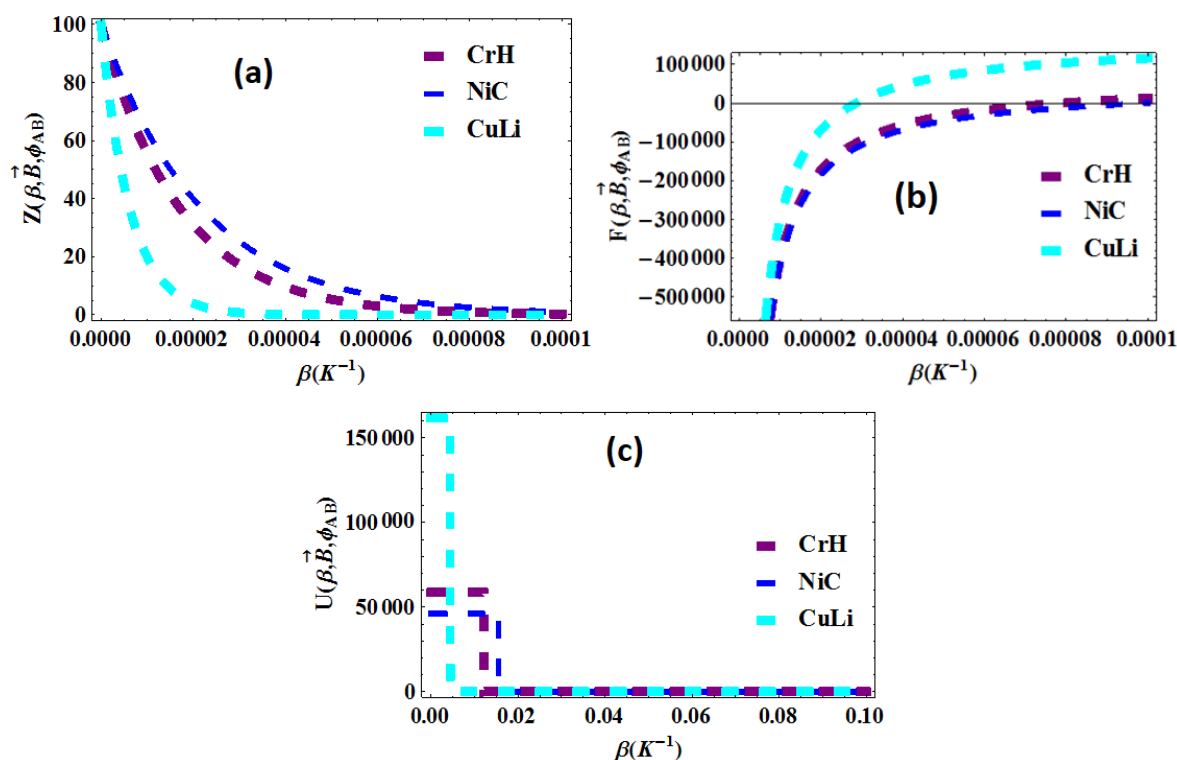 (a)
Z(β,B⃗,ϕAB)
100
80
60
40
20
0
CrH
NiC
CuLi
0.0000
0.00002
0.00004
0.00006
0.00008
0.0001
β(K⁻¹)
(b)
F(β,B⃗,ϕAB)
100 000
0
−100 000
−200 000
−300 000
−400 000
−500 000
CrH
NiC
CuLi
0.0000
0.00002
0.00004
0.00006
0.00008
0.0001
β(K⁻¹)
(c)
U(β,B⃗,ϕAB)
150 000
100 000
50 000
0
CrH
NiC
CuLi
0.00
0.02
0.04
0.06
0.08
0.10
β(K⁻¹)